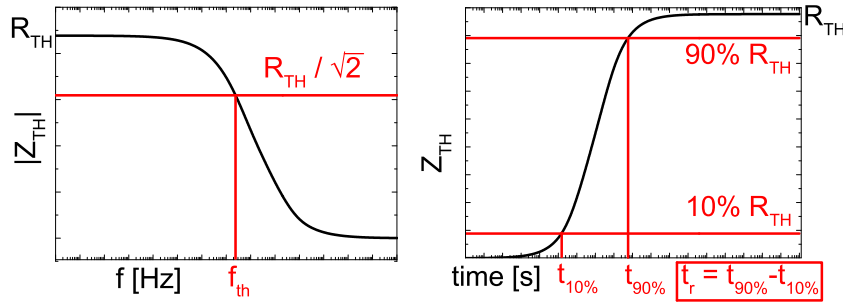 R_TH
R_TH / √2
|Z_TH|
f [Hz]
f_th
R_TH
90% R_TH
Z_TH
10% R_TH
time [s]
t_10%
t_90%
t_r = t_90%-t_10%